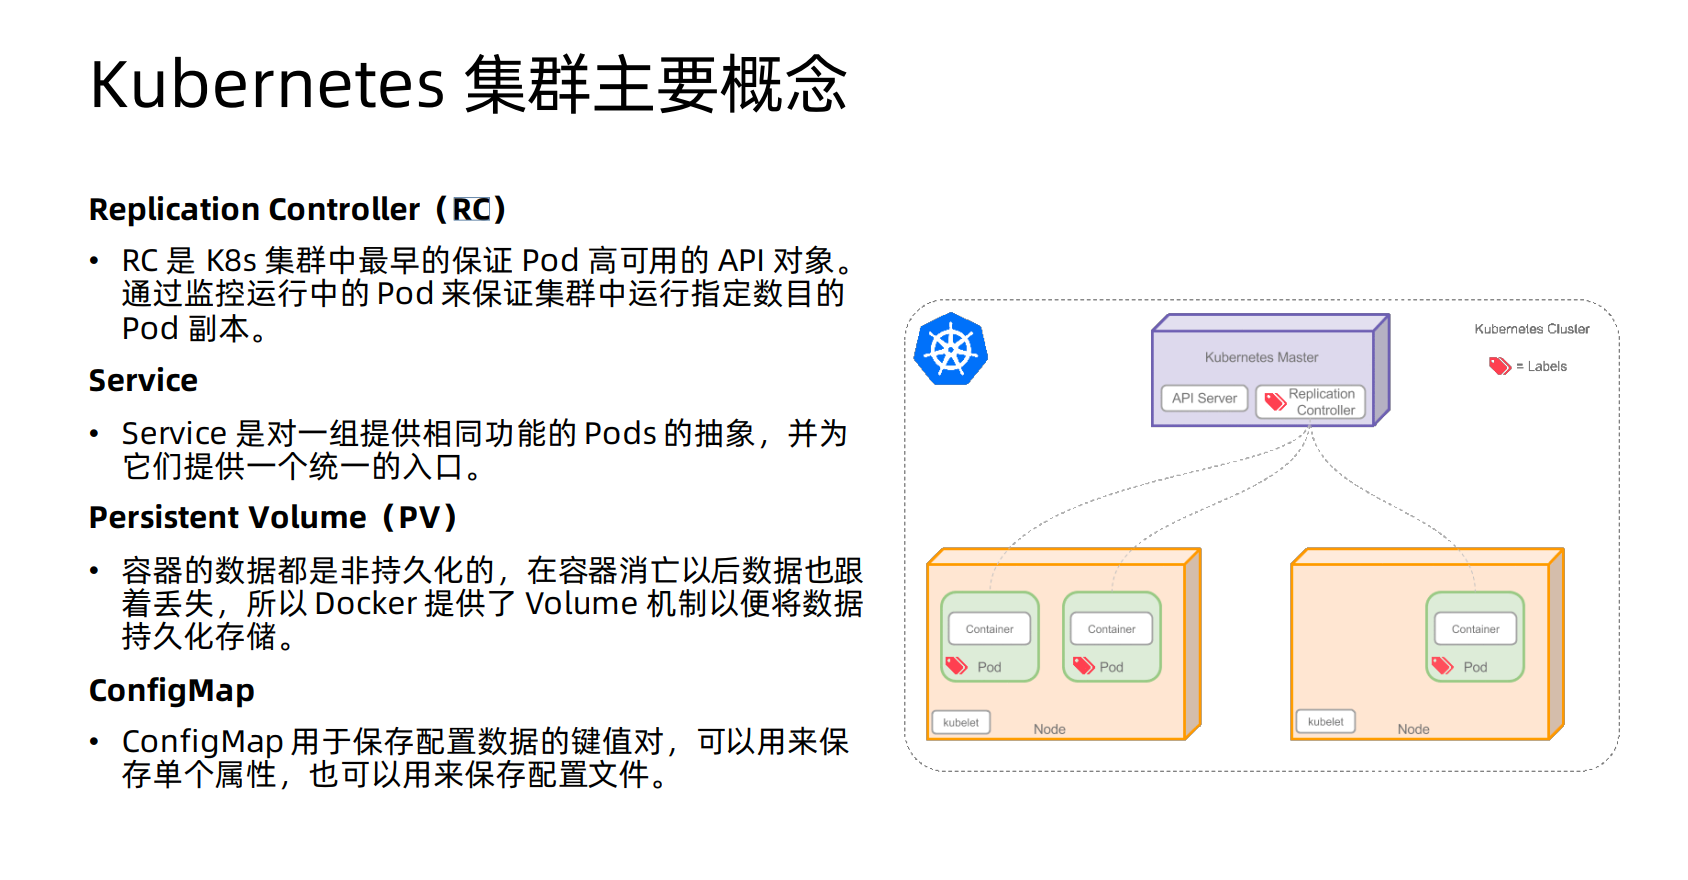 Kubernetes 集群主要概念
Replication Controller（RC）
• RC 是 K8s 集群中最早的保证 Pod 高可用的 API 对象。
通过监控运行中的 Pod 来保证集群中运行指定数目的
Pod 副本。
Service
• Service 是对一组提供相同功能的 Pods 的抽象，并为
它们提供一个统一的入口。
Persistent Volume（PV）
• 容器的数据都是非持久化的，在容器消亡以后数据也跟
着丢失，所以 Docker 提供了 Volume 机制以便将数据
持久化存储。
ConfigMap
• ConfigMap 用于保存配置数据的键值对，可以用来保
存单个属性，也可以用来保存配置文件。
Kubernetes Cluster
= Labels
Kubernetes Master
API Server
Replication
Controller
Container
Pod
Container
Pod
kubelet
Node
Container
Pod
kubelet
Node